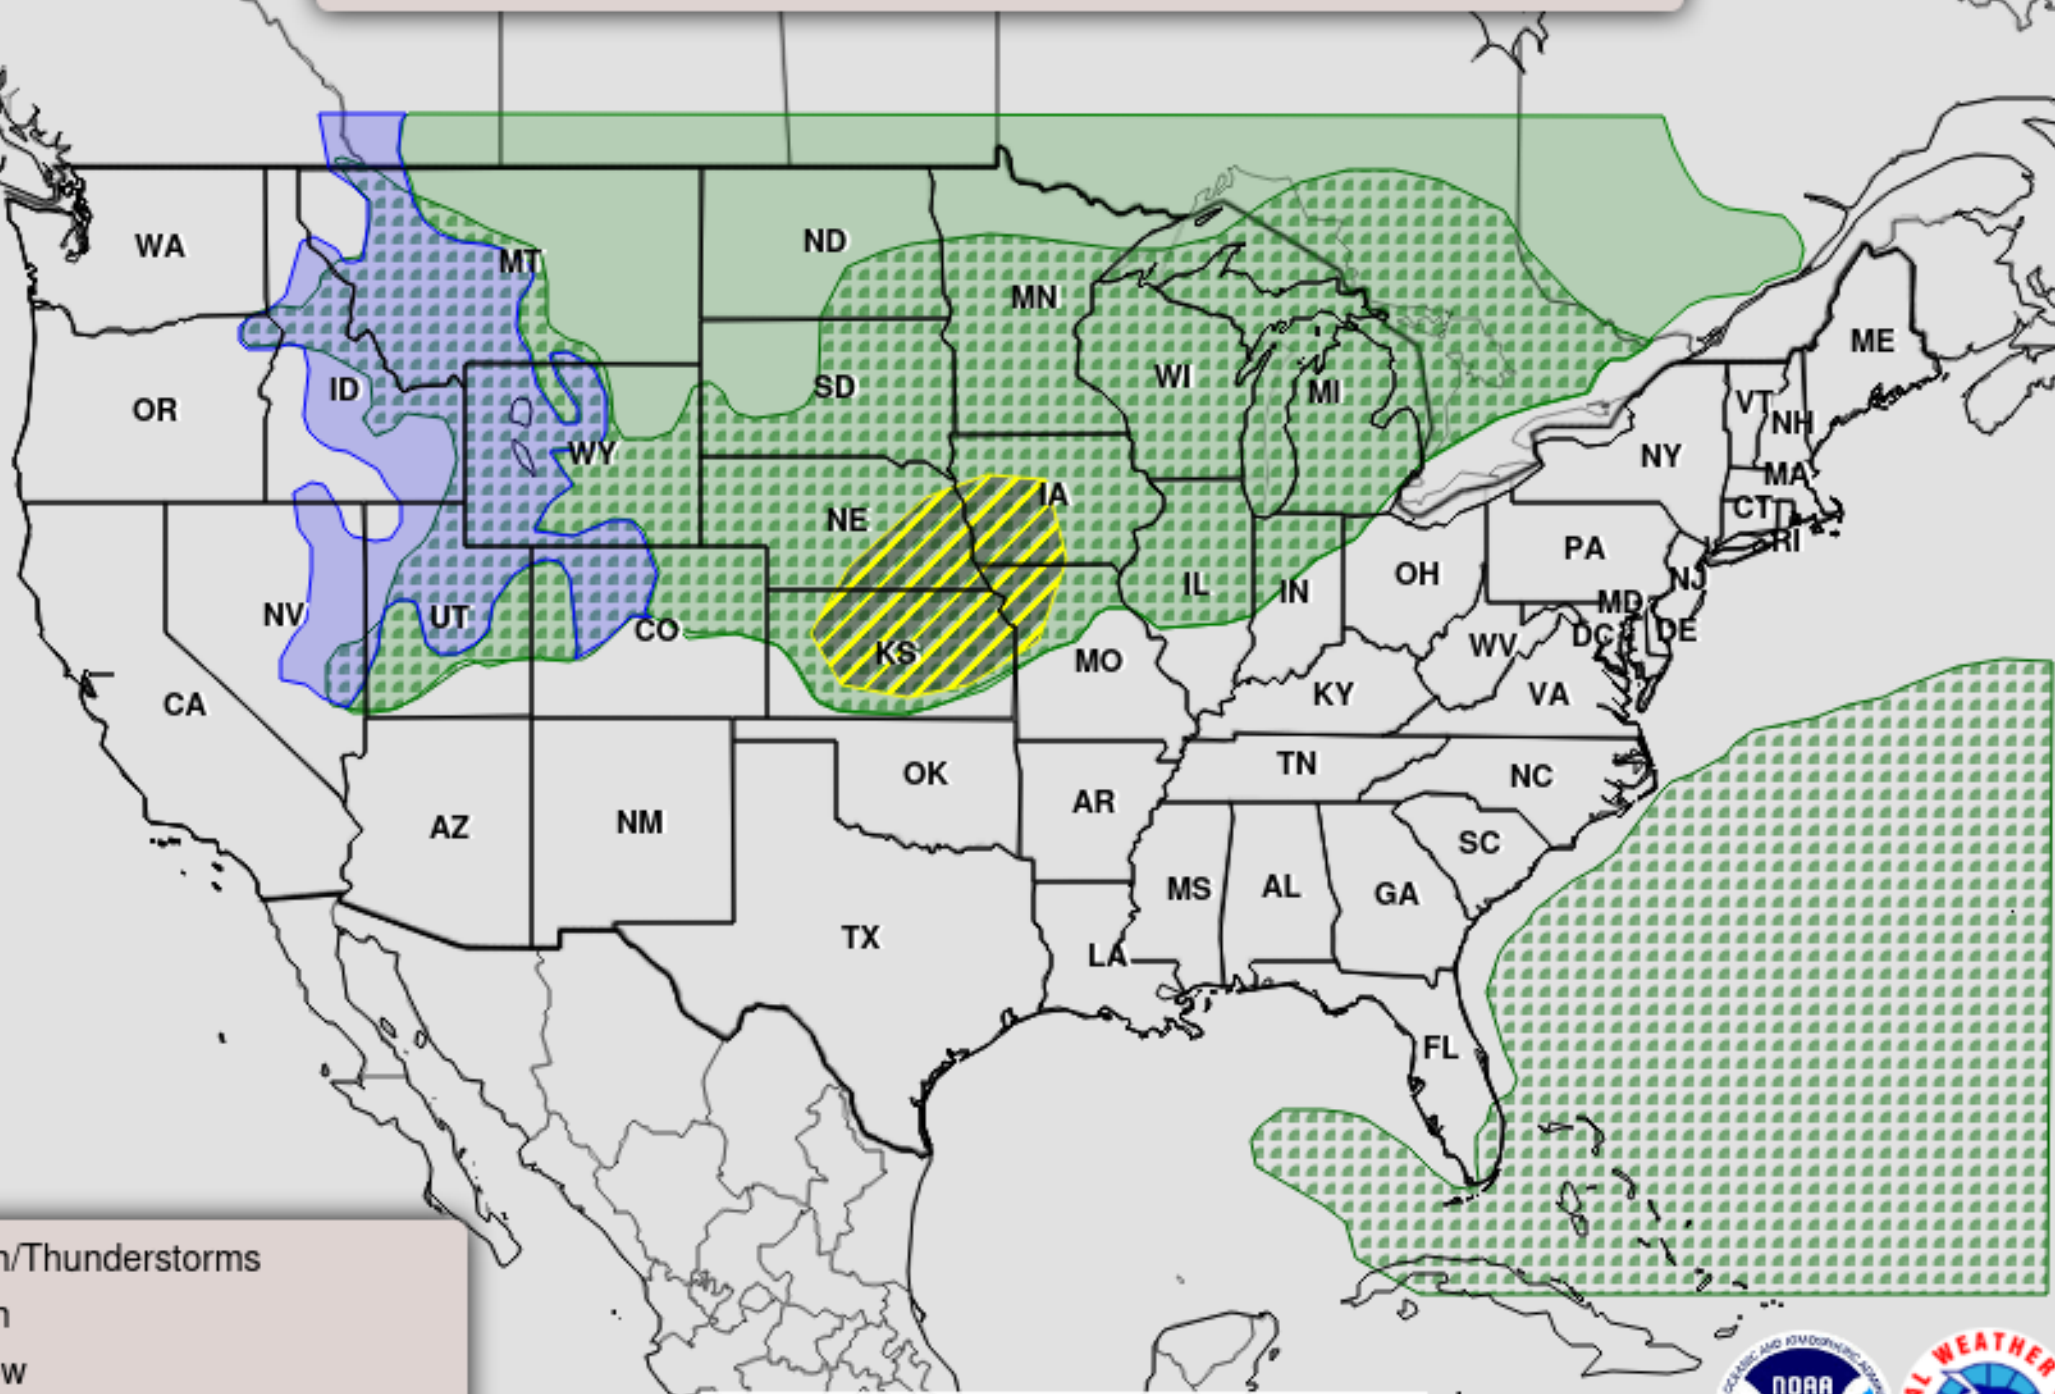 WA
MT
ND
MN
ME
OR
ID
SD
WI
MI
VT
NH
WY
NY
MA
NE
IA
CT
RI
PA
NV
UT
CO
KS
MO
IL
IN
OH
NJ
MD
DE
DC
WV
VA
CA
KY
AZ
NM
OK
AR
TN
NC
SC
MS
AL
GA
TX
LA
FL
n/Thunderstorms
n
w
NOAA
WEATHER